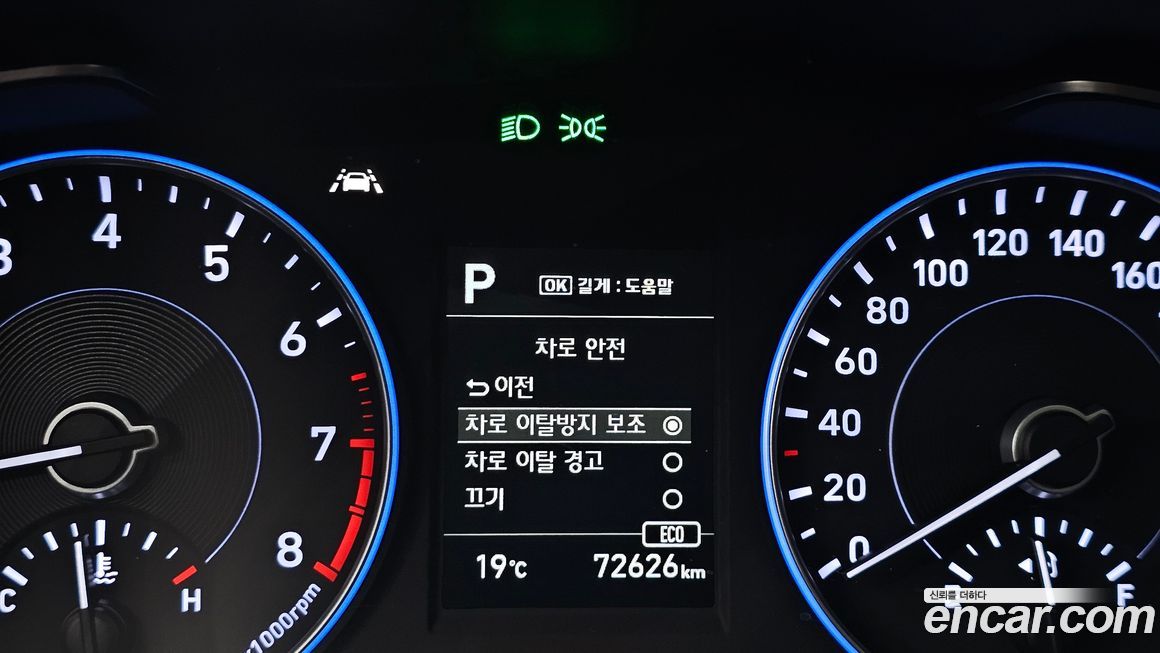 3
4
5
6
7
8
x1000rpm
C
H
P
OK 길게 : 도움말
차로 안전
이전
차로 이탈방지 보조
차로 이탈 경고
끄기
ECO
19℃ 72626 km
0
20
40
60
80
100
120
140
160
E
F
신뢰를 더하다
encar.com